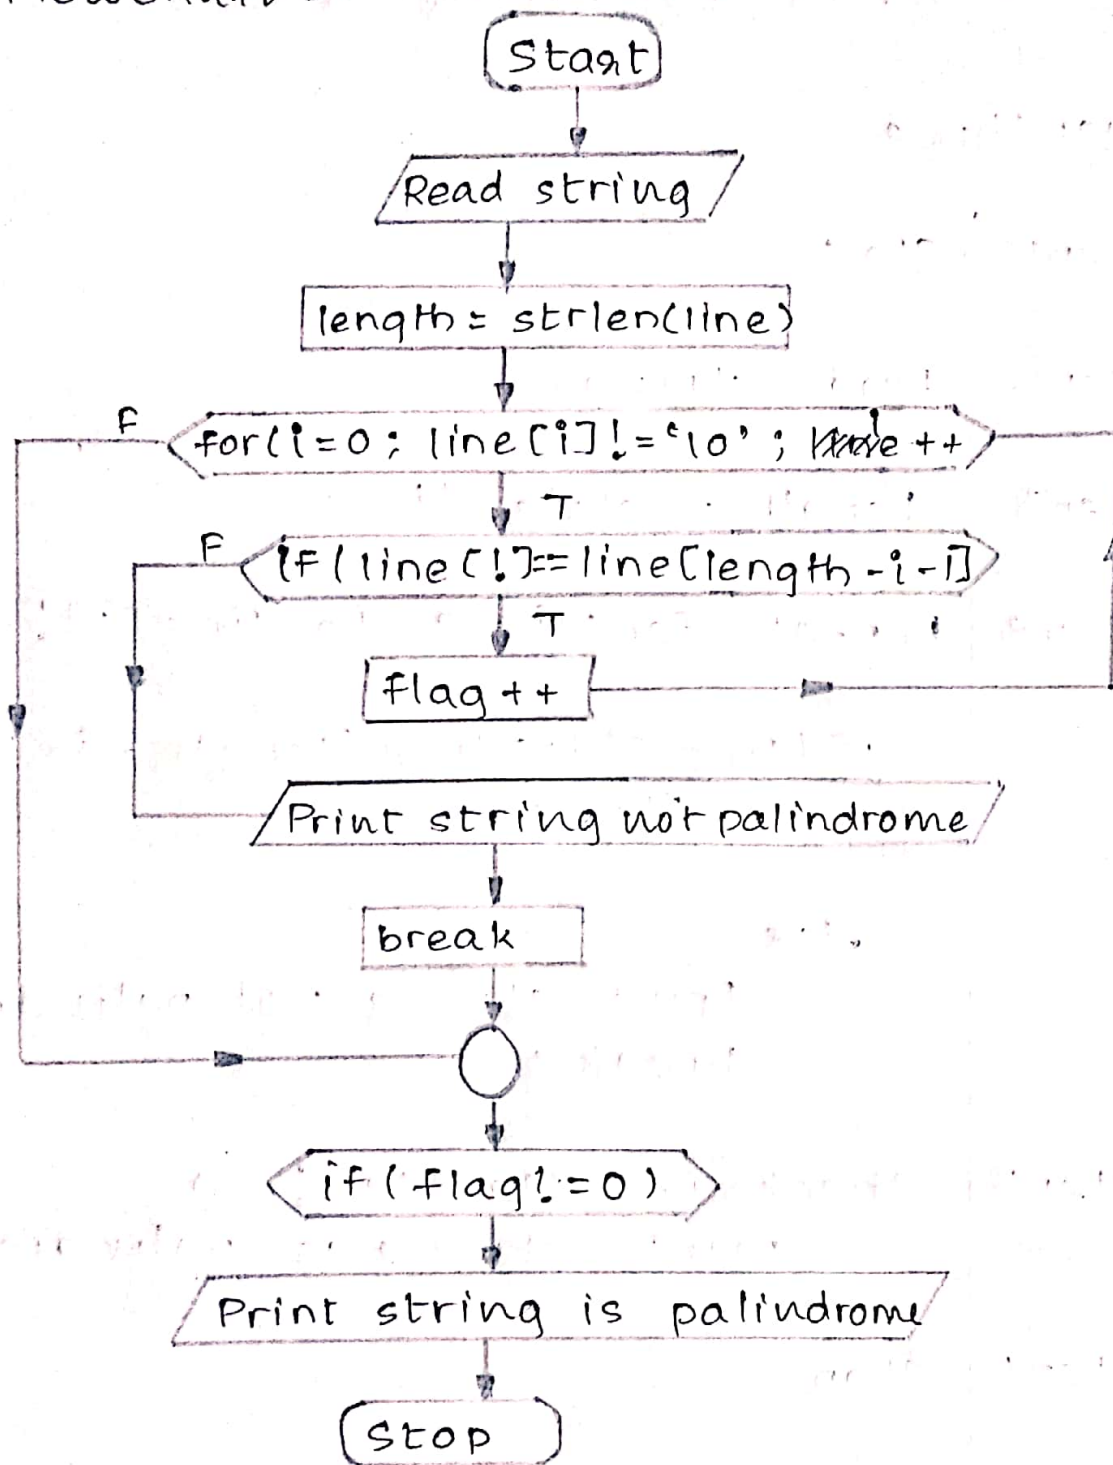 Start
Read string
length = strlen(line)
F
for(i=0; line[i]!='\0'; ++
T
F
if(line[!]==line[length-i-1]
T
flag++
Print string not palindrome
break
if(flag!=0)
Print string is palindrome
Stop